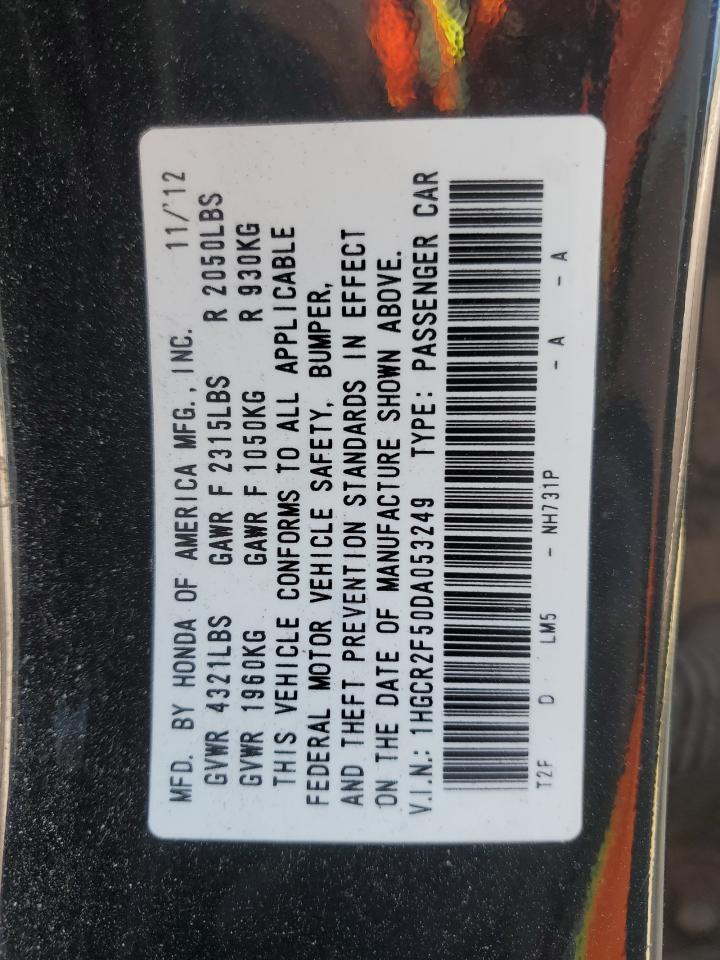 MFD. BY HONDA OF AMERICA MFG., INC. 11/'12
GVWR 4321LBS GAWR F 2315LBS R 2050LBS
GVWR 1960KG GAWR F 1050KG R 930KG
THIS VEHICLE CONFORMS TO ALL APPLICABLE
FEDERAL MOTOR VEHICLE SAFETY, BUMPER,
AND THEFT PREVENTION STANDARDS IN EFFECT
ON THE DATE OF MANUFACTURE SHOWN ABOVE.
V.I.N.: 1HGCR2F50DA053249 TYPE: PASSENGER CAR
T2F D LM5 - NH731P - A - A